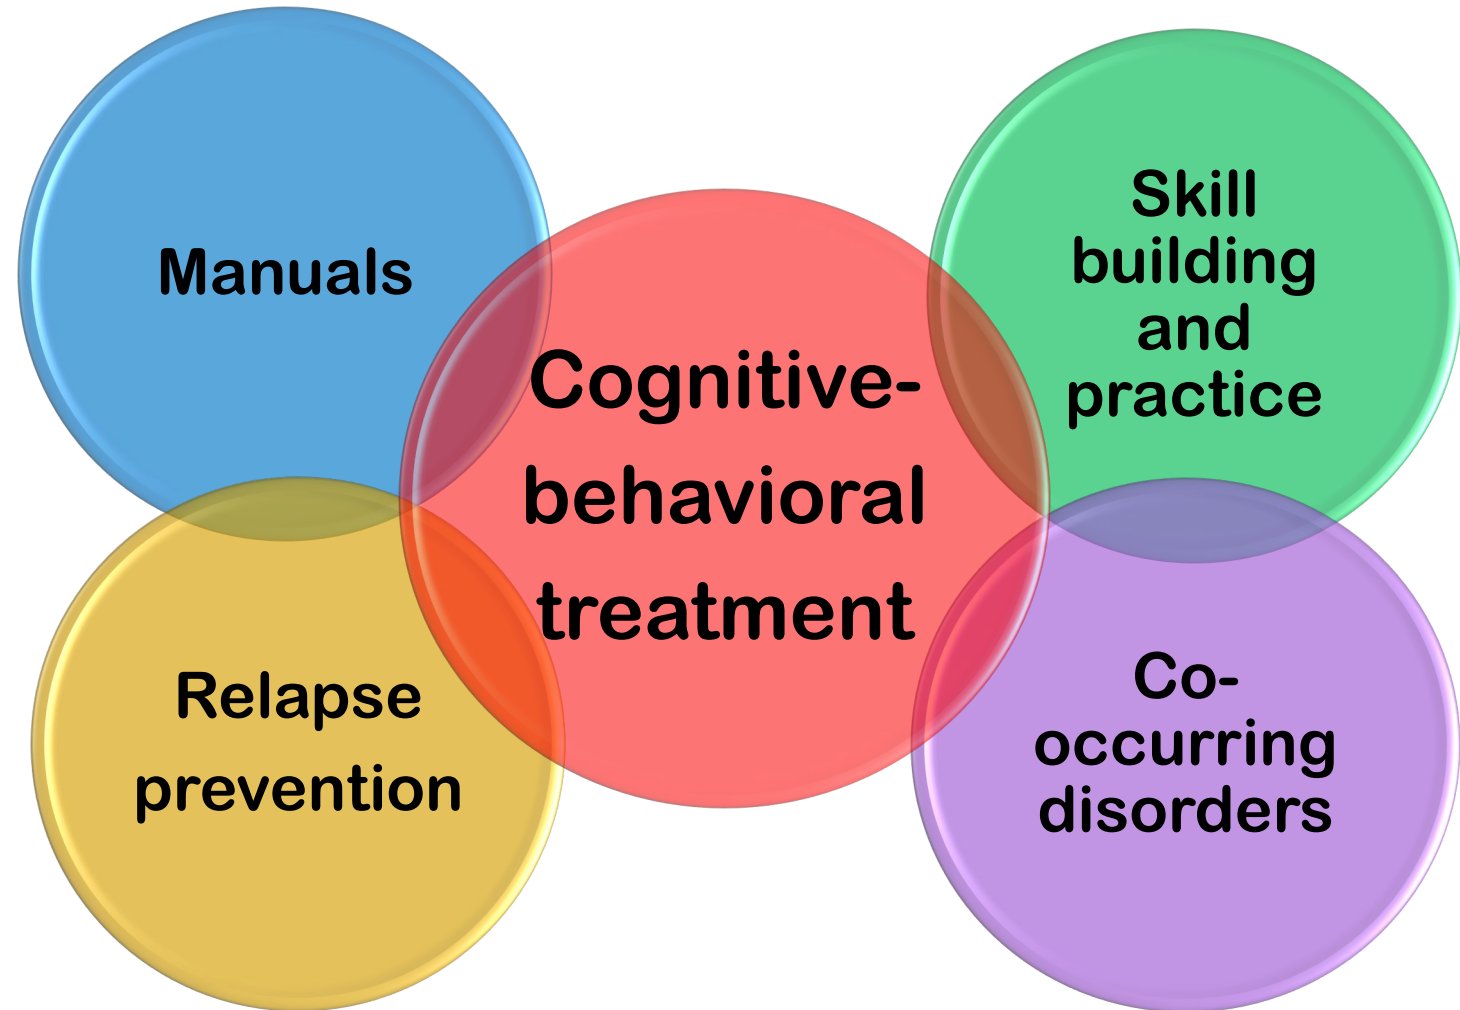 Manuals
Skill
building
and
practice
Cognitive-
behavioral
treatment
Relapse
prevention
Co-
occurring
disorders